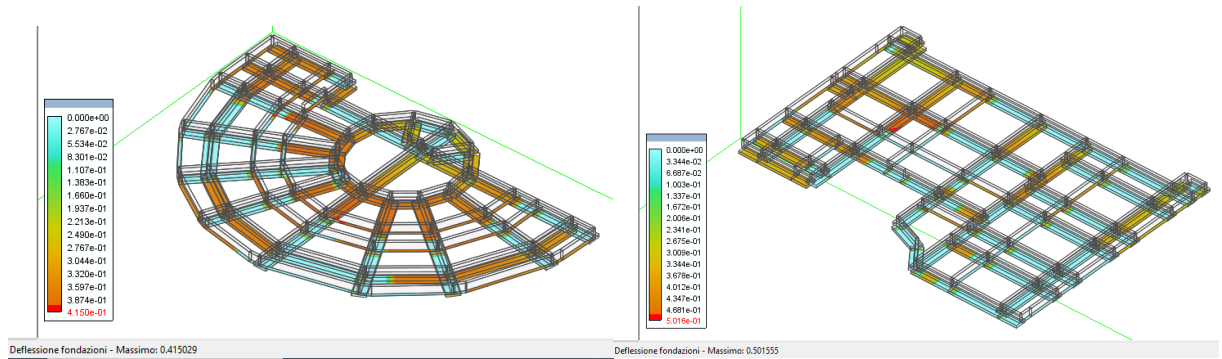 0.000e+00
2.767e-02
5.534e-02
8.301e-02
1.107e-01
1.383e-01
1.660e-01
1.937e-01
2.213e-01
2.490e-01
2.767e-01
3.044e-01
3.320e-01
3.597e-01
3.874e-01
4.150e-01
Deflessione fondazioni - Massimo: 0.415029
0.000e+00
3.344e-02
6.687e-02
1.003e-01
1.337e-01
1.672e-01
2.006e-01
2.341e-01
2.675e-01
3.009e-01
3.344e-01
3.678e-01
4.012e-01
4.347e-01
4.681e-01
5.016e-01
Deflessione fondazioni - Massimo: 0.501555